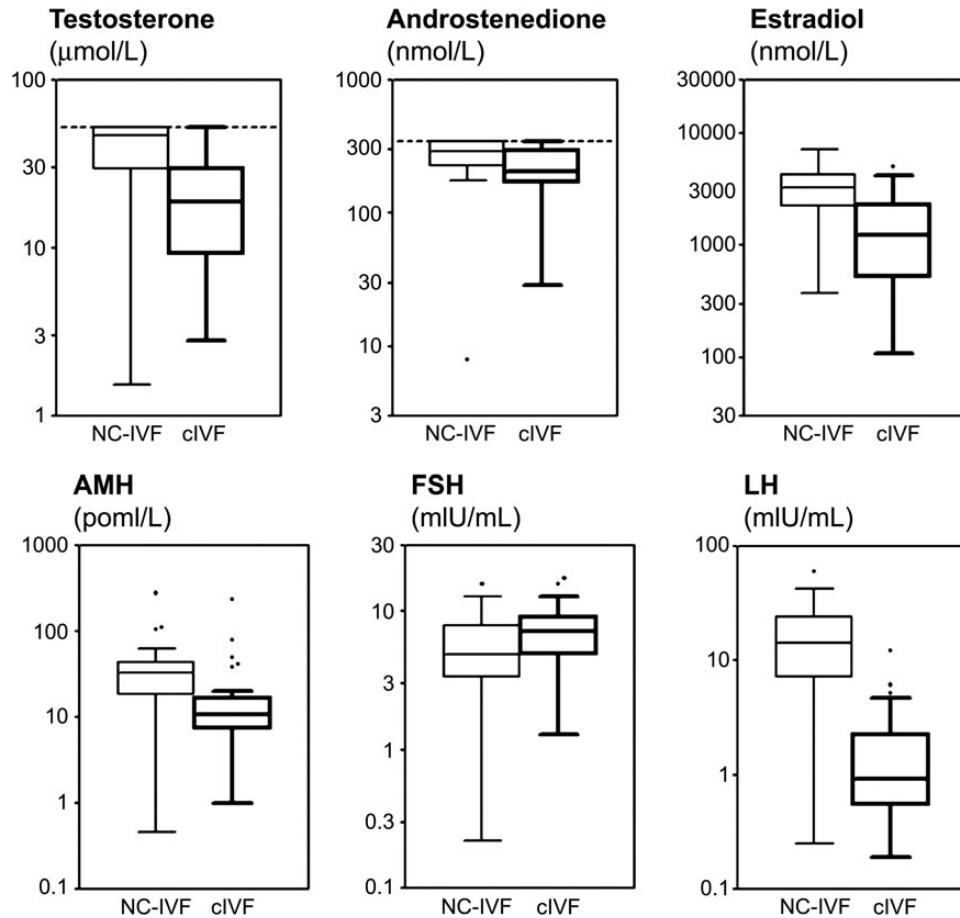 Testosterone
(μmol/L)
100
30
10
3
1
NC-IVF cIVF
Androstenedione
(nmol/L)
1000
300
100
30
10
3
NC-IVF cIVF
Estradiol
(nmol/L)
30000
10000
3000
1000
300
100
30
NC-IVF cIVF
AMH
(poml/L)
1000
100
10
1
0.1
NC-IVF cIVF
FSH
(mIU/mL)
30
10
3
1
0.3
0.1
NC-IVF cIVF
LH
(mIU/mL)
100
10
1
0.1
NC-IVF cIVF